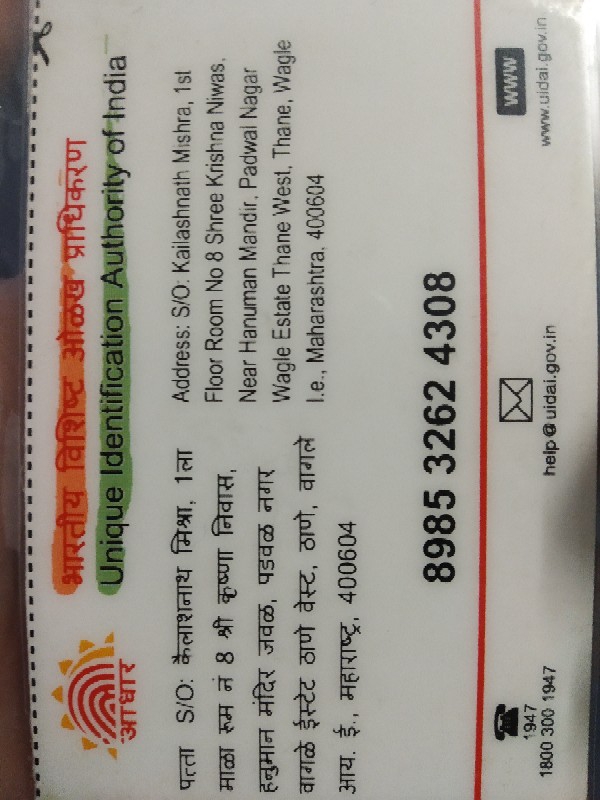 भारतीय विशिष्ट ओळख प्राधिकरण
Unique Identification Authority of India
आधार
पत्ता S/O: कैलाशनाथ मिश्रा, 1ला
माळा रूम नं 8 श्री कृष्णा निवास,
हनुमान मंदिर जवळ, पडवळ नगर
वागळे ईस्टेट ठाणे वेस्ट, ठाणे, वागले
आय. ई., महाराष्ट्र, 400604
Address: S/O: Kailashnath Mishra, 1st
Floor Room No 8 Shree Krishna Niwas,
Near Hanuman Mandir, Padwal Nagar
Wagle Estate Thane West, Thane, Wagle
I.e., Maharashtra, 400604
8985 3262 4308
1947
1800 300 1947
help@uidai.gov.in
www
www.uidai.gov.in